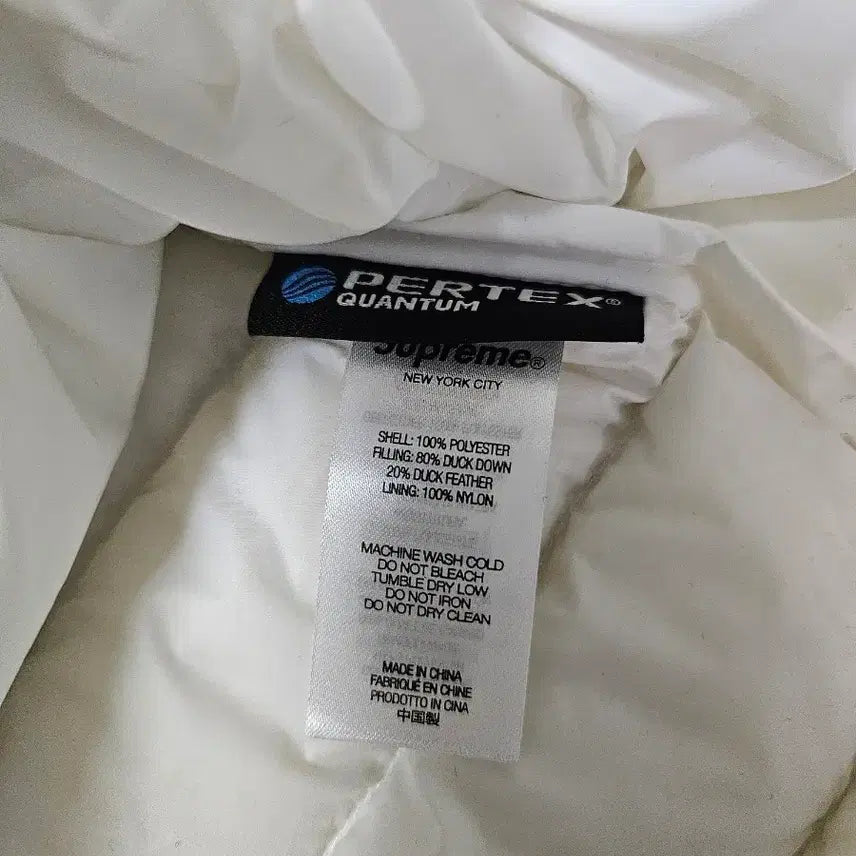 PERTEX®
QUANTUM
Supreme®
NEW YORK CITY
SHELL: 100% POLYESTER
FILLING: 80% DUCK DOWN
20% DUCK FEATHER
LINING: 100% NYLON
MACHINE WASH COLD
DO NOT BLEACH
TUMBLE DRY LOW
DO NOT IRON
DO NOT DRY CLEAN
MADE IN CHINA
FABRIQUÉ EN CHINE
PRODOTTO IN CINA
中国製